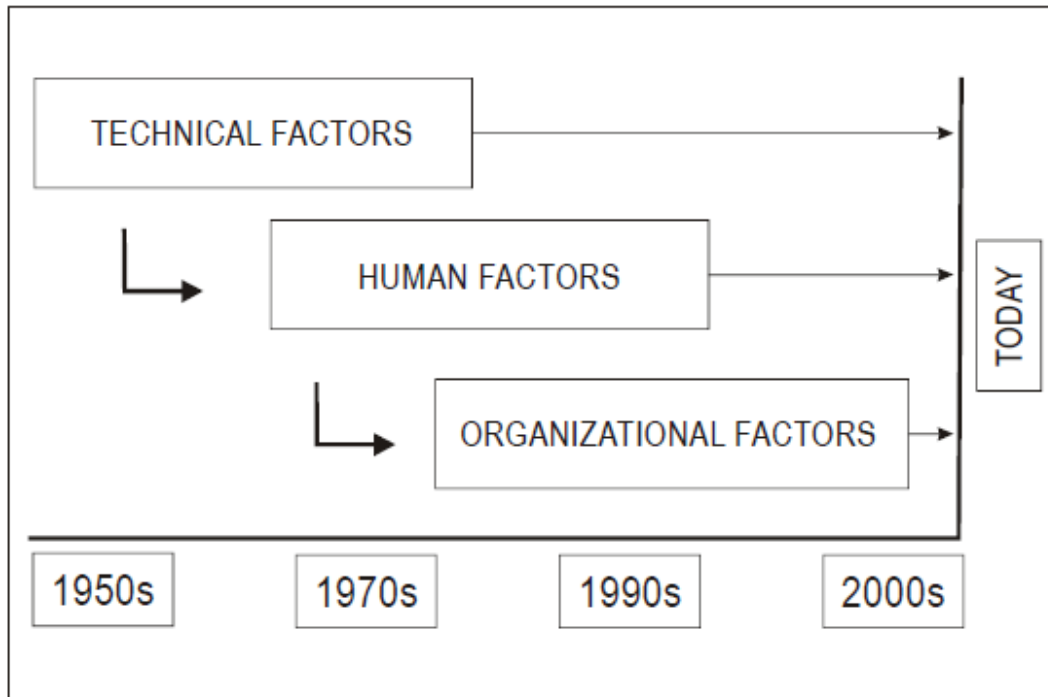 TECHNICAL FACTORS
HUMAN FACTORS
TODAY
ORGANIZATIONAL FACTORS
1950s
1970s
1990s
2000s